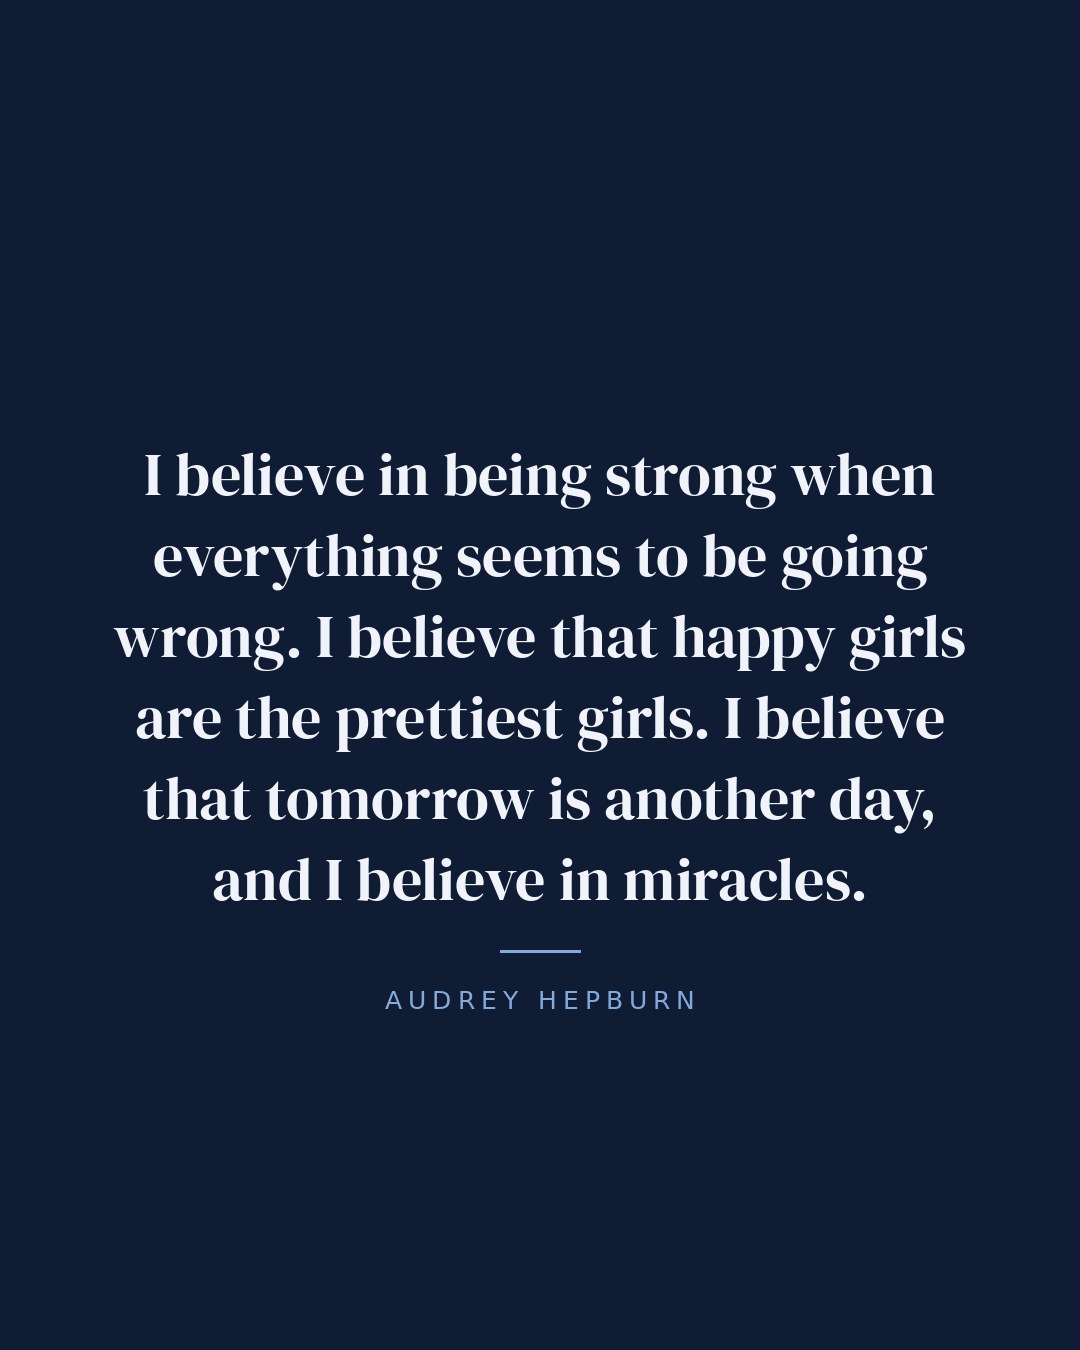 I believe in being strong when
everything seems to be going
wrong. I believe that happy girls
are the prettiest girls. I believe
that tomorrow is another day,
and I believe in miracles.
AUDREY HEPBURN